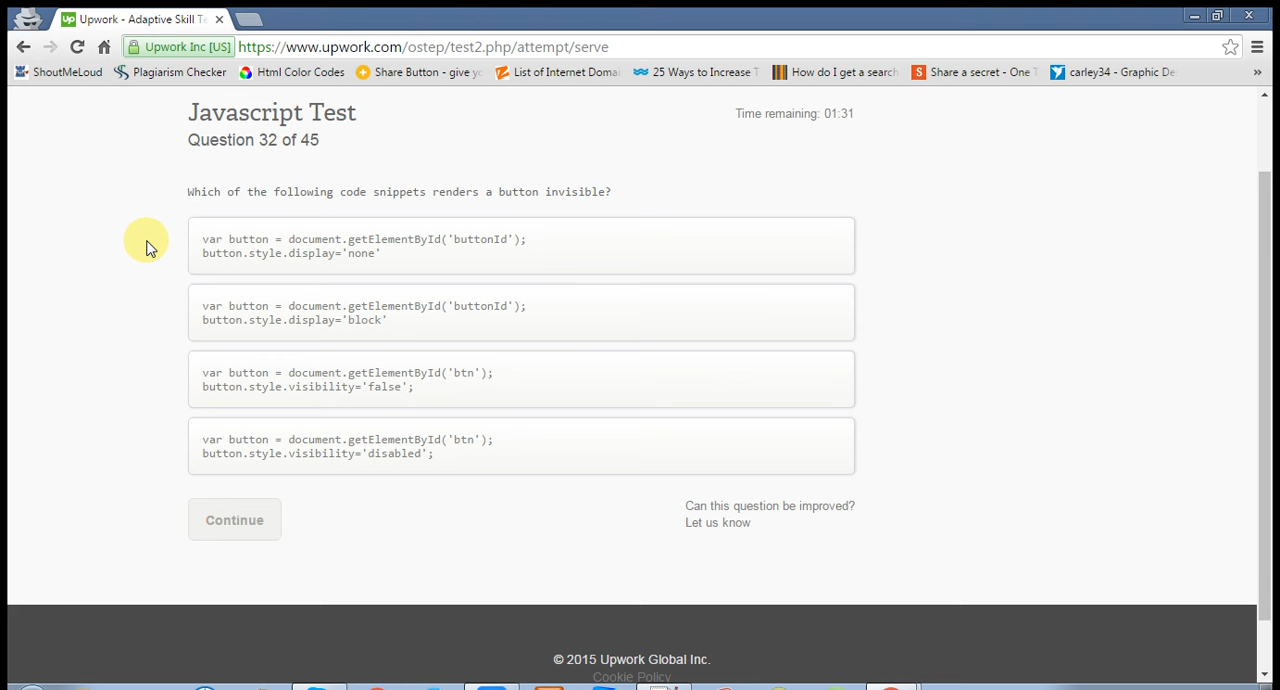 Upwork - Adaptive Skill Te
Upwork Inc [US] https://www.upwork.com/ostep/test2.php/attempt/serve
ShoutMeLoud Plagiarism Checker Html Color Codes Share Button - give yo List of Internet Domai 25 Ways to Increase T How do I get a search Share a secret - One T carley34 - Graphic De »
Javascript Test
Time remaining: 01:31
Question 32 of 45
Which of the following code snippets renders a button invisible?
var button = document.getElementById('buttonId');
button.style.display='none'
var button = document.getElementById('buttonId');
button.style.display='block'
var button = document.getElementById('btn');
button.style.visibility='false';
var button = document.getElementById('btn');
button.style.visibility='disabled';
Continue
Can this question be improved?
Let us know
© 2015 Upwork Global Inc.
Cookie Policy